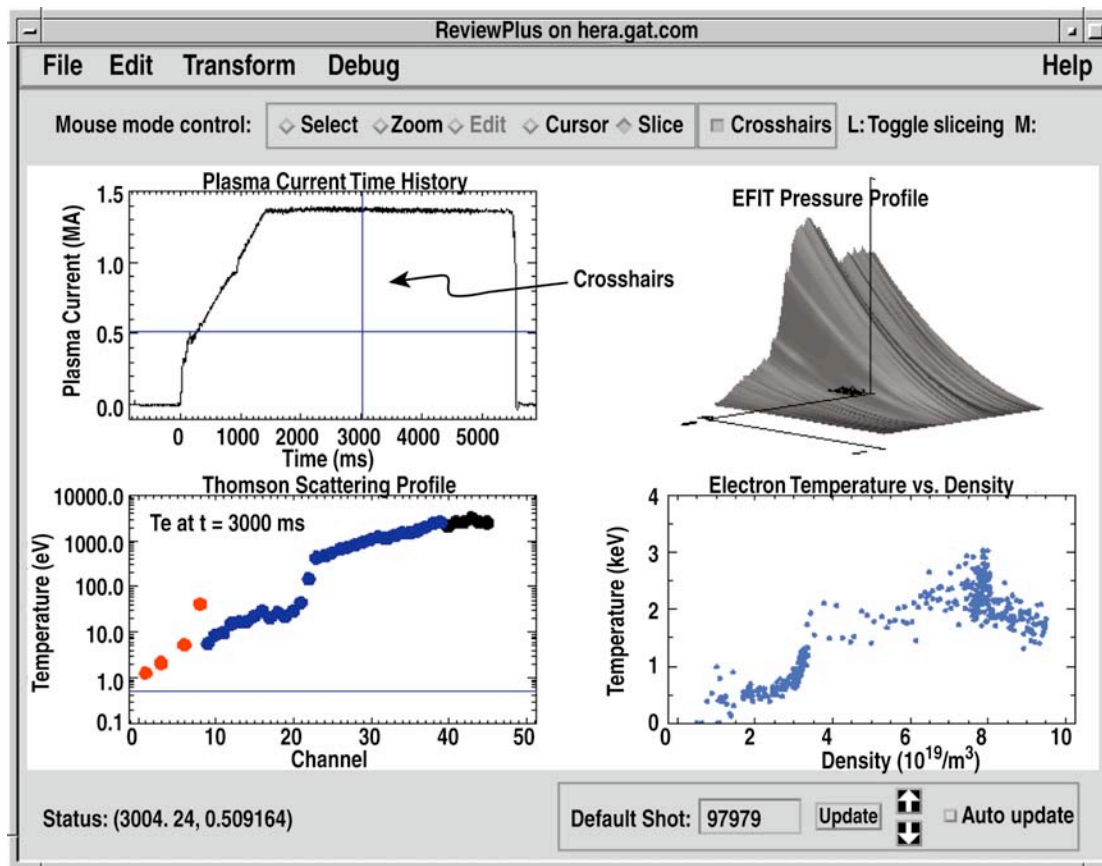 ReviewPlus on hera.gat.com
File Edit Transform Debug Help
Mouse mode control: Select Zoom Edit Cursor Slice Crosshairs L: Toggle sliceing M:
Plasma Current Time History
Plasma Current (MA)
1.5
1.0
0.5
0.0
0 1000 2000 3000 4000 5000
Time (ms)
Crosshairs
EFIT Pressure Profile
Thomson Scattering Profile
Te at t = 3000 ms
Temperature (eV)
10000.0
1000.0
100.0
10.0
1.0
0.1
0 10 20 30 40 50
Channel
Electron Temperature vs. Density
Temperature (keV)
4
3
2
1
0
0 2 4 6 8 10
Density (10¹⁹/m³)
Status: (3004. 24, 0.509164)
Default Shot: 97979 Update Auto update